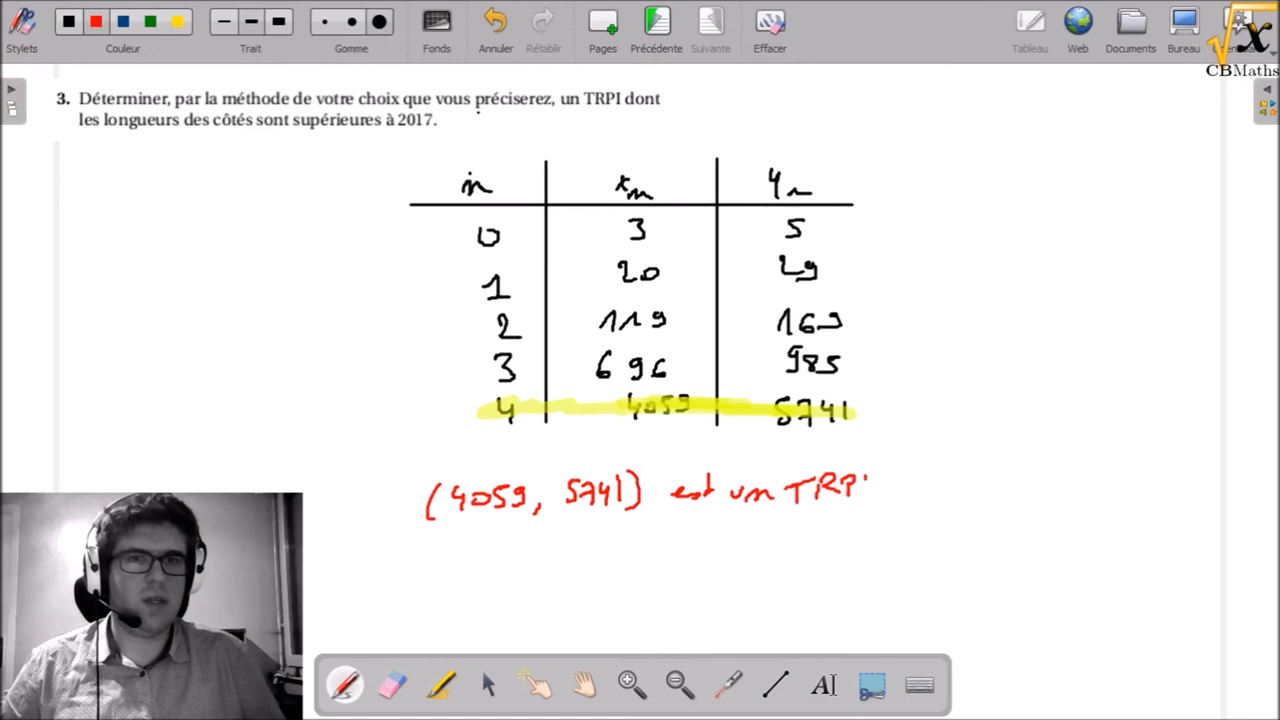 Stylets Couleur Trait Gomme Fonds Annuler Rétablir Pages Précédente Suivante Effacer Tableau Web Documents Bureau
CBMaths
3. Déterminer, par la méthode de votre choix que vous préciserez, un TRPI dont
les longueurs des côtés sont supérieures à 2017.
n xn yn
0 3 5
1 20 29
2 119 169
3 696 985
4 4059 5741
(4059, 5741) est un TRPI